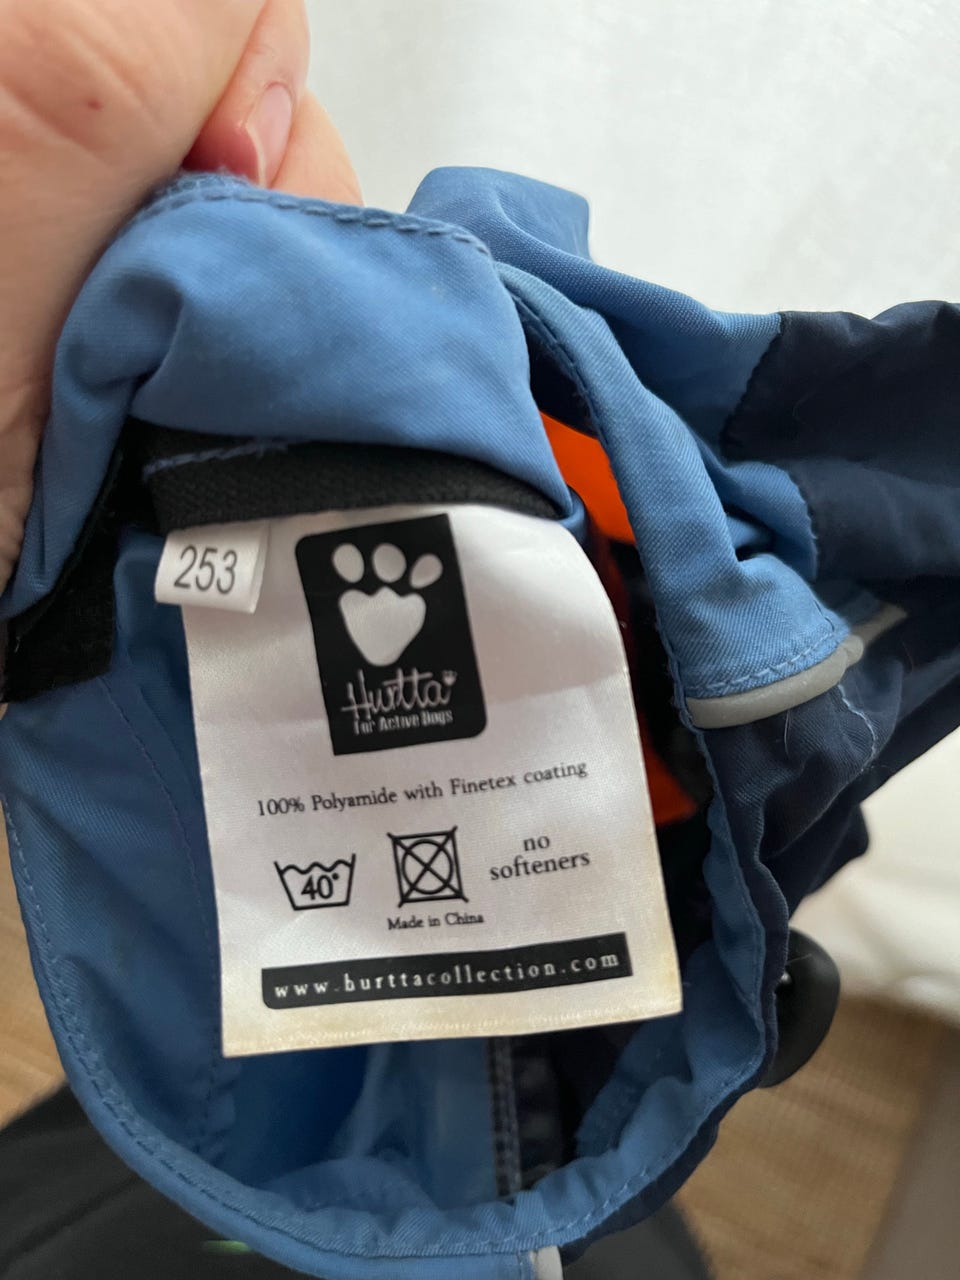 253
Hurtta
For Active Dogs
100% Polyamide with Finetex coating
40°
no
softeners
Made in China
www.hurttacollection.com